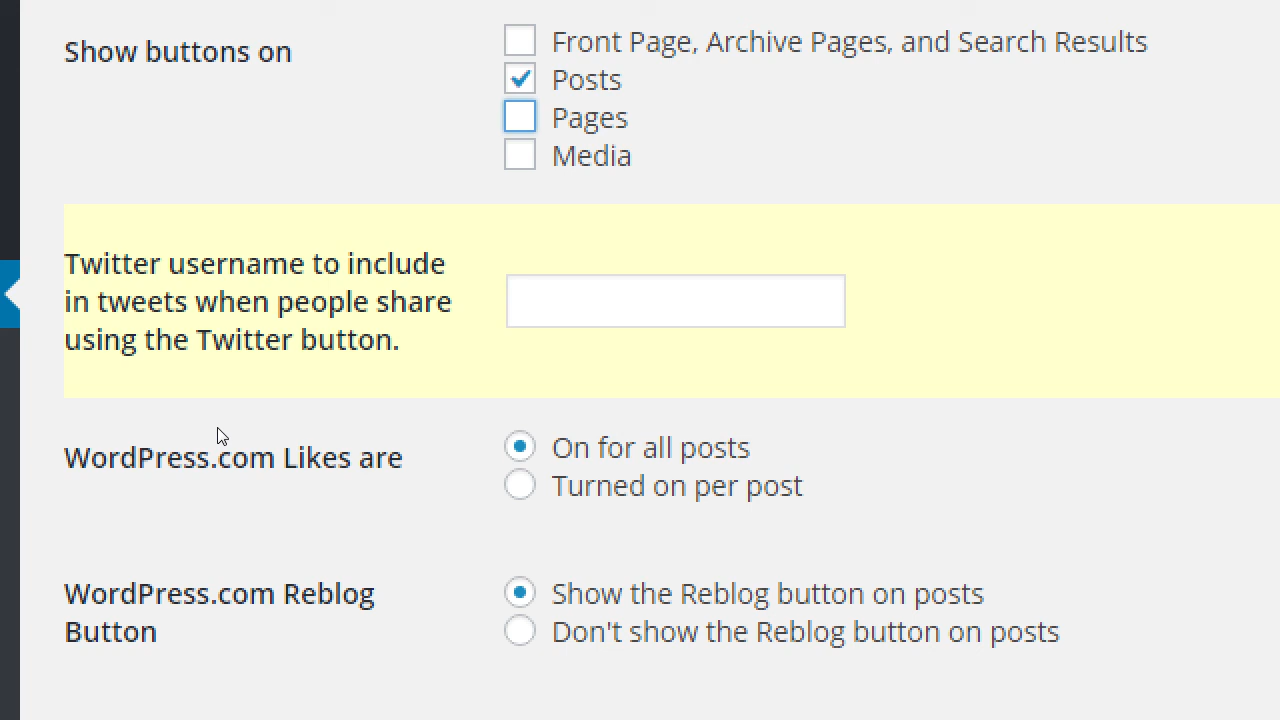 Show buttons on
Front Page, Archive Pages, and Search Results
Posts
Pages
Media
Twitter username to include
in tweets when people share
using the Twitter button.
WordPress.com Likes are
On for all posts
Turned on per post
WordPress.com Reblog
Button
Show the Reblog button on posts
Don't show the Reblog button on posts